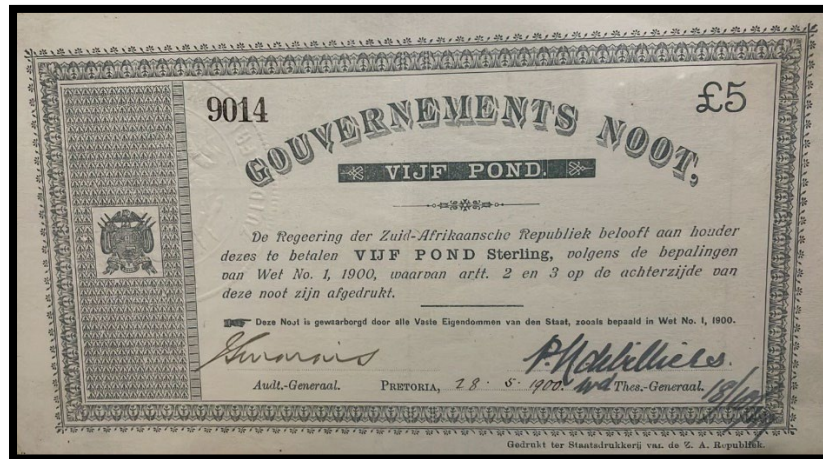 9014
£5
GOUVERNEMENTS NOOT,
VIJF POND.
De Regeering der Zuid-Afrikaansche Republiek belooft aan houder
dezes te betalen VIJF POND Sterling, volgens de bepalingen
van Wet No. 1, 1900, waarvan artt. 2 en 3 op de achterzijde van
deze noot zijn afgedrukt.
Deze Noot is gewaarborgd door alle Vaste Eigendommen van den Staat, zooals bepaald in Wet No. 1, 1900.
Audt.-Generaal. PRETORIA, 28.5.1900. wd Thes.-Generaal.
Gedrukt ter Staatsdrukkerij van de Z. A. Republiek.